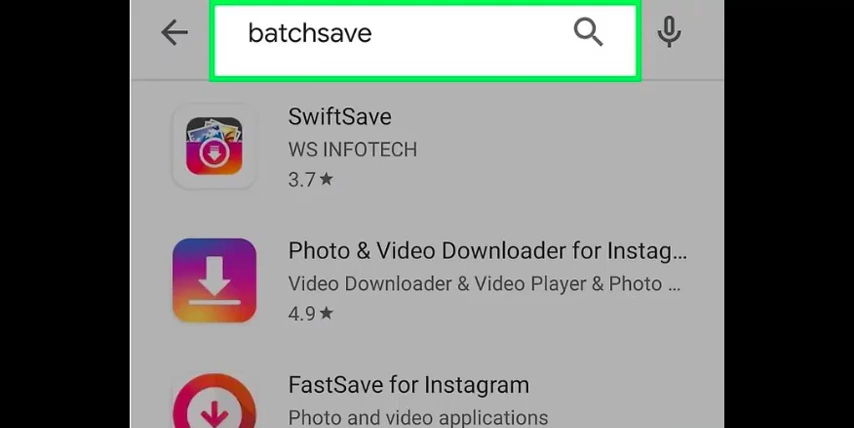 batchsave
SwiftSave
WS INFOTECH
3.7★
Photo & Video Downloader for Instag...
Video Downloader & Video Player & Photo ...
4.9★
FastSave for Instagram
Photo and video applications